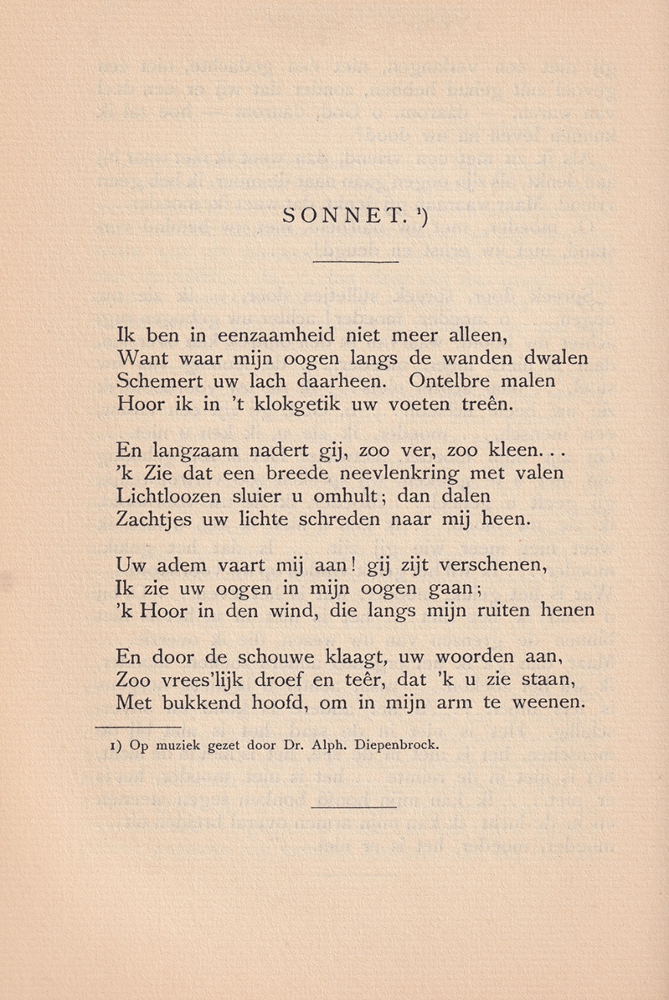 SONNET. ¹)
Ik ben in eenzaamheid niet meer alleen,
Want waar mijn oogen langs de wanden dwalen
Schemert uw lach daarheen. Ontelbre malen
Hoor ik in ’t klokgetik uw voeten treên.
En langzaam nadert gij, zoo ver, zoo kleen...
’k Zie dat een breede neevlenkring met valen
Lichtloozen sluier u omhult; dan dalen
Zachtjes uw lichte schreden naar mij heen.
Uw adem vaart mij aan! gij zijt verschenen,
Ik zie uw oogen in mijn oogen gaan;
’k Hoor in den wind, die langs mijn ruiten henen
En door de schouwe klaagt, uw woorden aan,
Zoo vrees’lijk droef en teêr, dat ’k u zie staan,
Met bukkend hoofd, om in mijn arm te weenen.
1) Op muziek gezet door Dr. Alph. Diepenbrock.